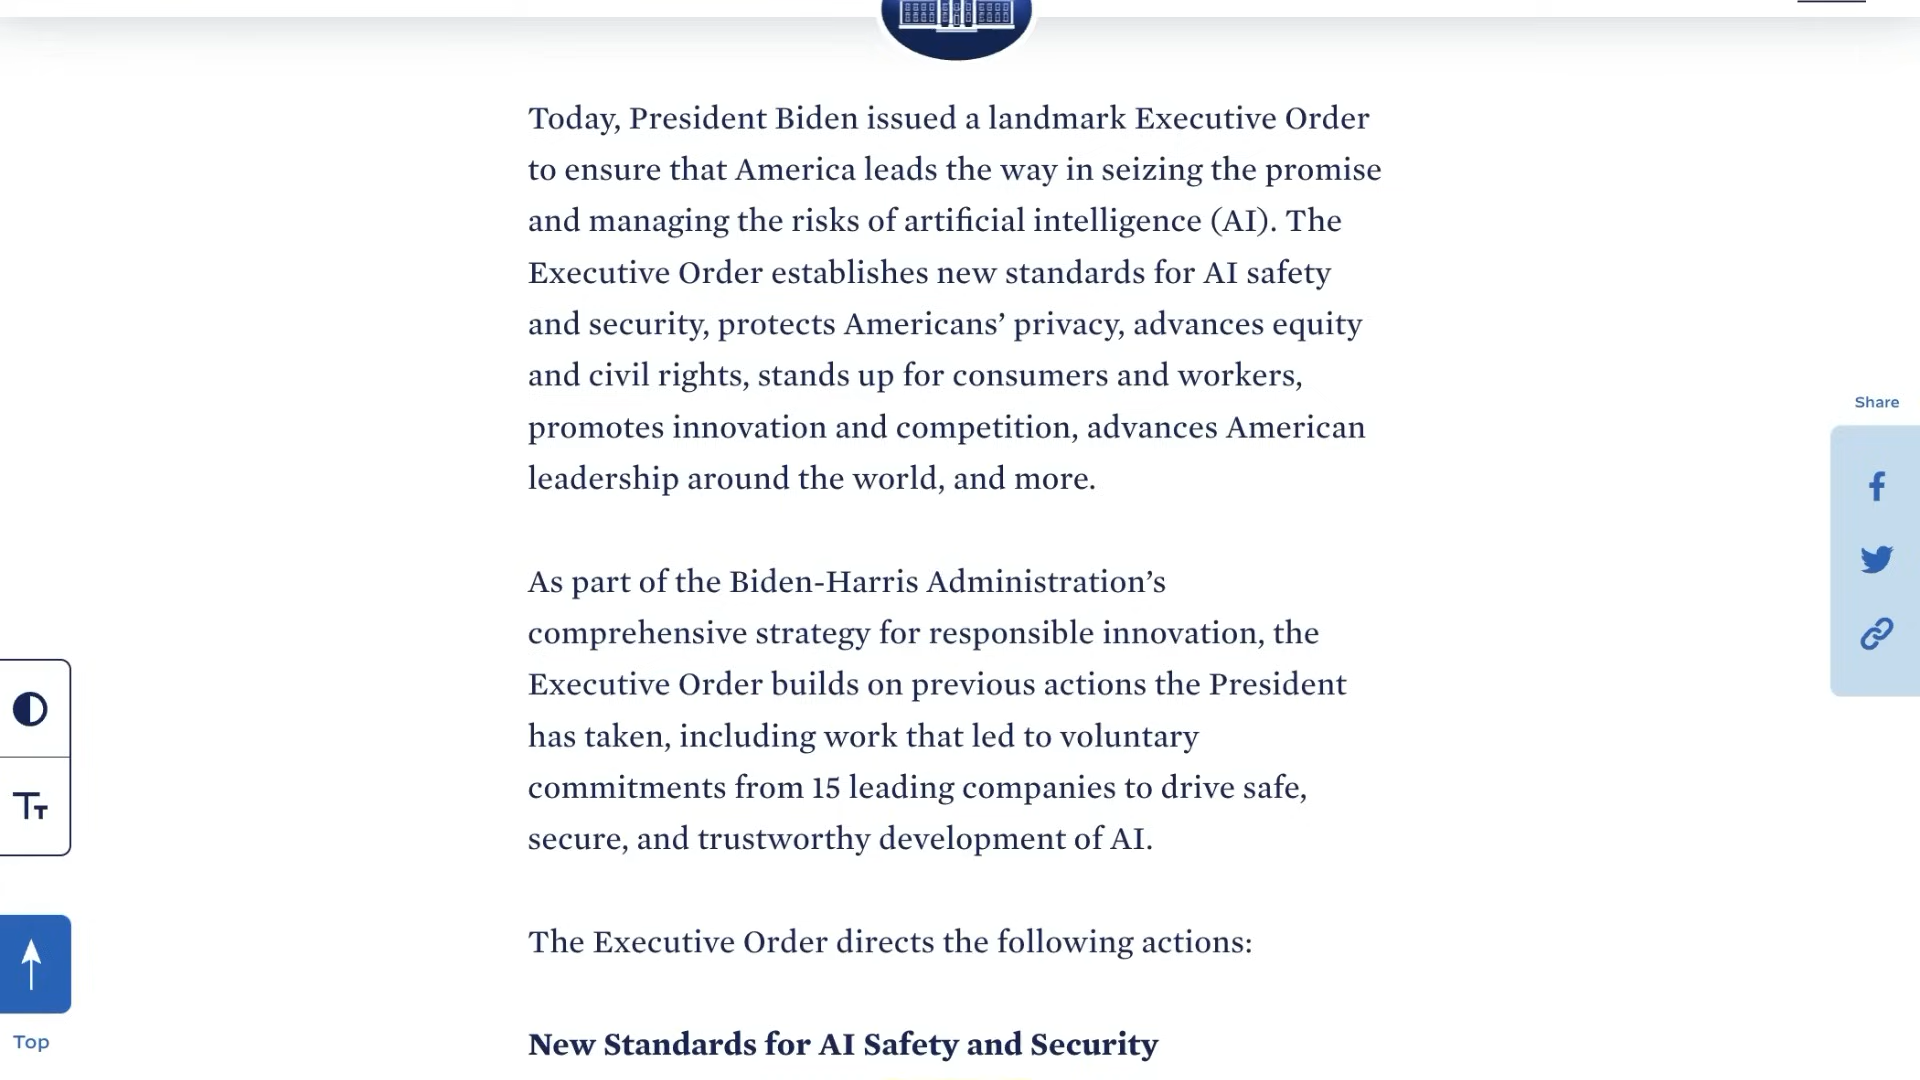 Today, President Biden issued a landmark Executive Order
to ensure that America leads the way in seizing the promise
and managing the risks of artificial intelligence (AI). The
Executive Order establishes new standards for AI safety
and security, protects Americans’ privacy, advances equity
and civil rights, stands up for consumers and workers,
promotes innovation and competition, advances American
leadership around the world, and more.
As part of the Biden-Harris Administration’s
comprehensive strategy for responsible innovation, the
Executive Order builds on previous actions the President
has taken, including work that led to voluntary
commitments from 15 leading companies to drive safe,
secure, and trustworthy development of AI.
The Executive Order directs the following actions:
New Standards for AI Safety and Security
Share
TT
Top